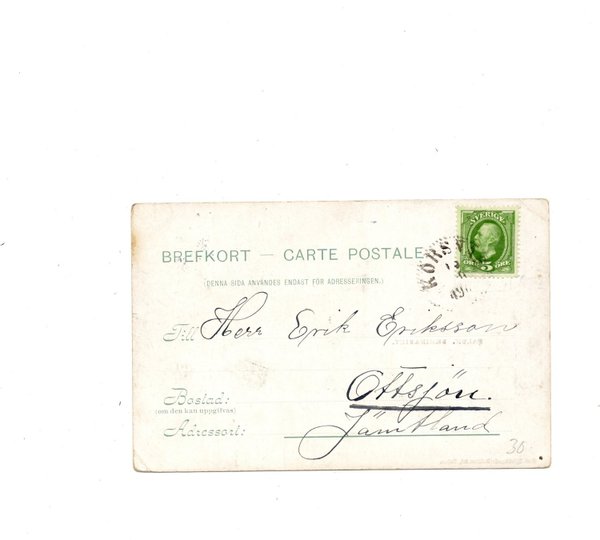 SVERIGE
5
ÖRE
BREFKORT — CARTE POSTALE
(DENNA SIDA ANVÄNDES ENDAST FÖR ADRESSERINGEN.)
Till Herr Erik Eriksson
Ottsjön.
Bostad:
(om den kan uppgifvas)
Adressort: Jämtland
30